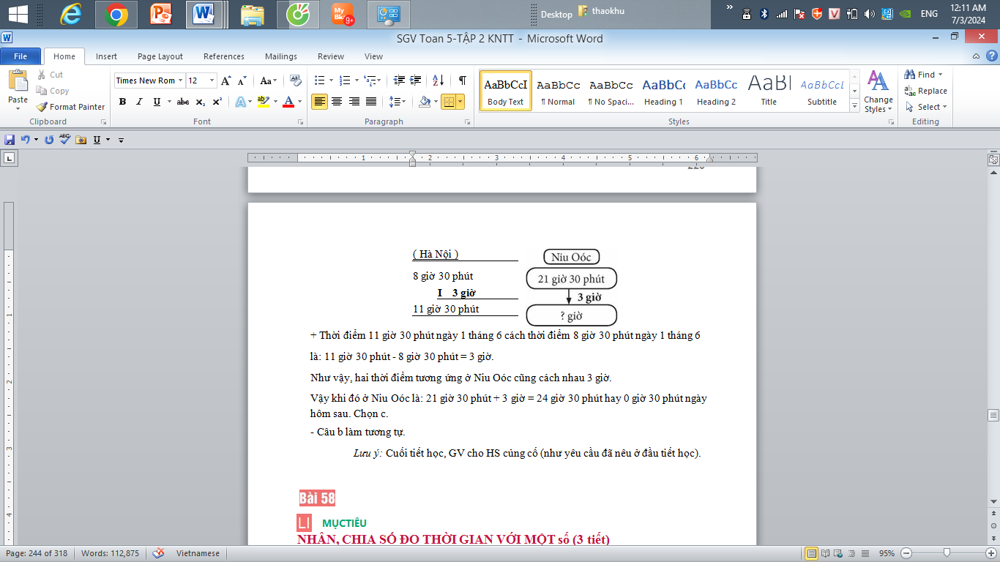 Desktop
thaokhu
ENG
12:11 AM
7/3/2024
SGV Toan 5-TẬP 2 KNTT - Microsoft Word
File Home Insert Page Layout References Mailings Review View
Paste
Cut
Copy
Format Painter
Clipboard
Times New Rom 12
Font
Paragraph
AaBbCcI AaBbCc AaBbCc AaBbCc AaBbCc AaBl AaBbCcL
Body Text ¶ Normal ¶ No Spaci... Heading 1 Heading 2 Title Subtitle
Styles
Change Styles
Find
Replace
Select
Editing
1 2 3 4 5 6
( Hà Nội )
Niu Oóc
8 giờ 30 phút
21 giờ 30 phút
I 3 giờ
3 giờ
11 giờ 30 phút
? giờ
+ Thời điểm 11 giờ 30 phút ngày 1 tháng 6 cách thời điểm 8 giờ 30 phút ngày 1 tháng 6
là: 11 giờ 30 phút - 8 giờ 30 phút = 3 giờ.
Như vậy, hai thời điểm tương ứng ở Niu Oóc cũng cách nhau 3 giờ.
Vậy khi đó ở Niu Oóc là: 21 giờ 30 phút + 3 giờ = 24 giờ 30 phút hay 0 giờ 30 phút ngày
hôm sau. Chọn c.
- Câu b làm tương tự.
Lưu ý: Cuối tiết học, GV cho HS củng cố (như yêu cầu đã nêu ở đầu tiết học).
Bài 58
LI MỤCTIÊU
NHÂN, CHIA SỐ ĐO THỜI GIAN VỚI MỘT số (3 tiết)
Page: 244 of 318 Words: 112,875 Vietnamese 95%